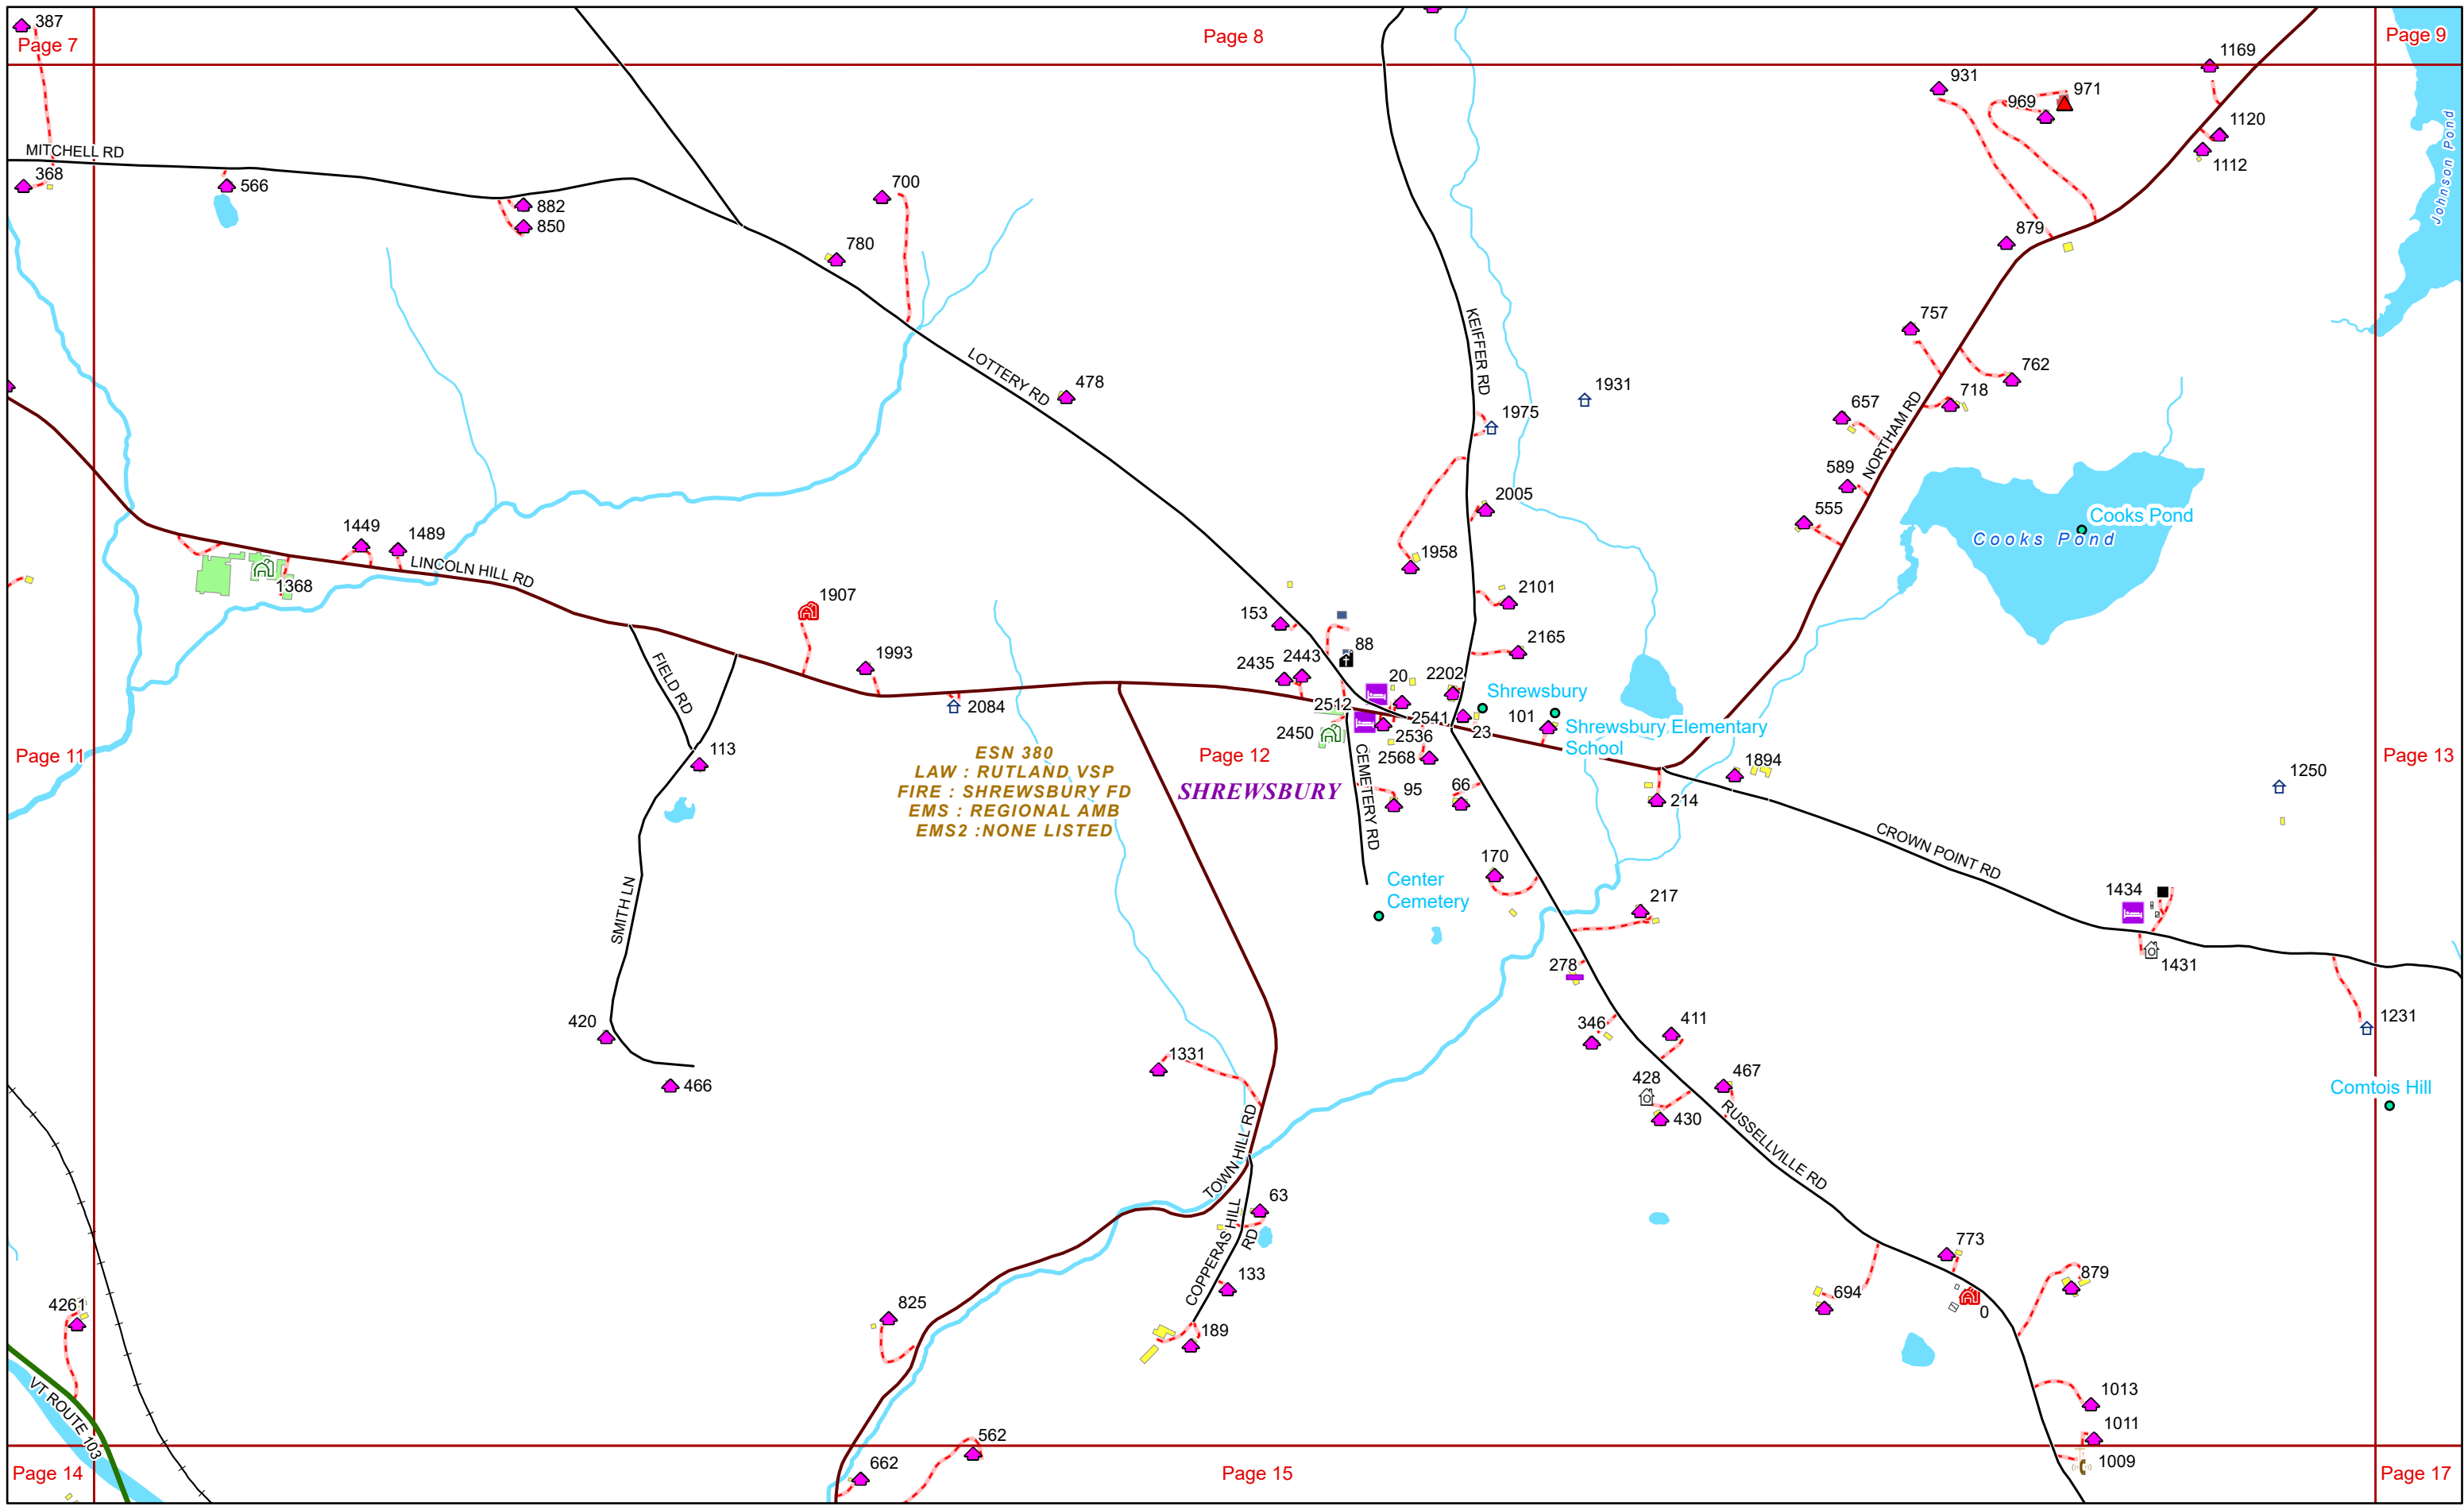 387
Page 7
Page 8
Page 9
1169
931
971
969
1120
1112
Johnson Pond
MITCHELL RD
368
566
882
850
700
780
879
KEIFFER RD
757
762
718
LOTTERY RD
478
1931
1975
657
NORTHAM RD
589
555
2005
Cooks Pond
Cooks Pond
1449
1489
LINCOLN HILL RD
1368
1958
1907
2101
153
88
2165
1993
FIELD RD
2435
2443
20
2202
Shrewsbury
2084
2512
2541
101
Shrewsbury Elementary
School
23
2450
2536
2568
113
Page 11
ESN 380
LAW : RUTLAND VSP
FIRE : SHREWSBURY FD
EMS : REGIONAL AMB
EMS2 :NONE LISTED
Page 12
SHREWSBURY
CEMETERY RD
95
66
1894
214
Page 13
1250
CROWN POINT RD
170
Center
Cemetery
217
1434
1431
SMITH LN
278
420
346
411
1231
466
1331
428
467
430
Comtois Hill
TOWN HILL RD
RUSSELLVILLE RD
63
COPPERAS HILL
RD
133
773
879
4261
825
694
0
189
VT ROUTE 103
1013
1011
562
662
1009
Page 14
Page 15
Page 17